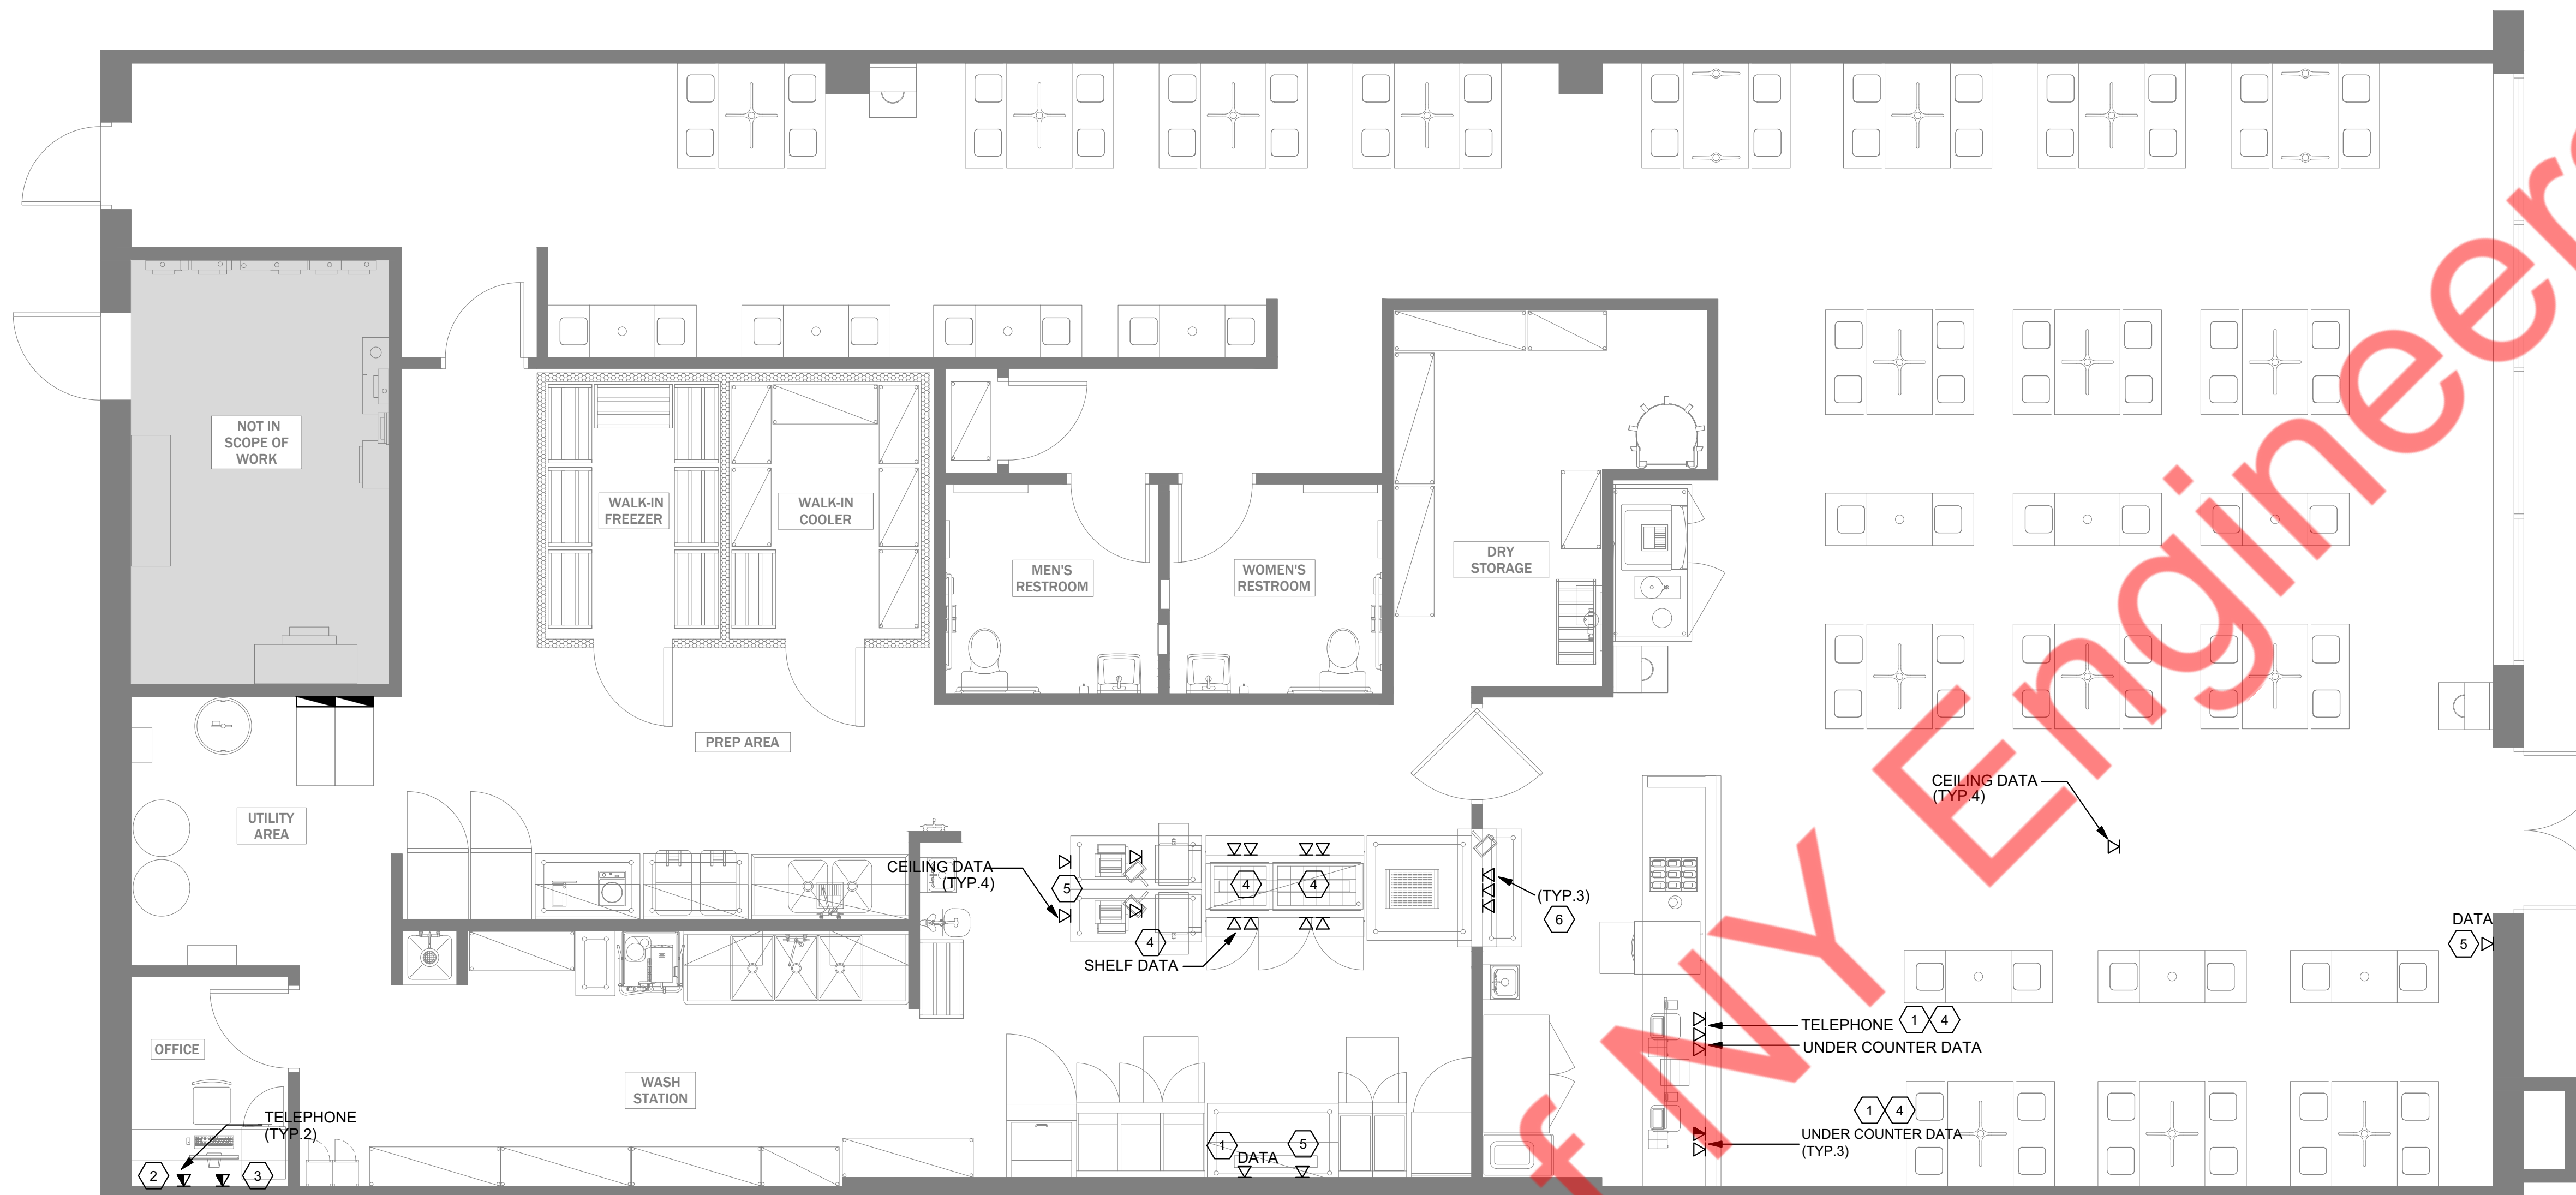 NOT IN
SCOPE OF
WORK
WALK-IN
FREEZER
WALK-IN
COOLER
MEN'S
RESTROOM
WOMEN'S
RESTROOM
DRY
STORAGE
PREP AREA
UTILITY
AREA
CEILING DATA
(TYP.4)
5
4
4
4
SHELF DATA
(TYP.3)
6
CEILING DATA
(TYP.4)
DATA
5
TELEPHONE 1 4
UNDER COUNTER DATA
1 4
UNDER COUNTER DATA
(TYP.3)
OFFICE
TELEPHONE
(TYP.2)
2 3
WASH
STATION
1 5
DATA
f NY Engineer